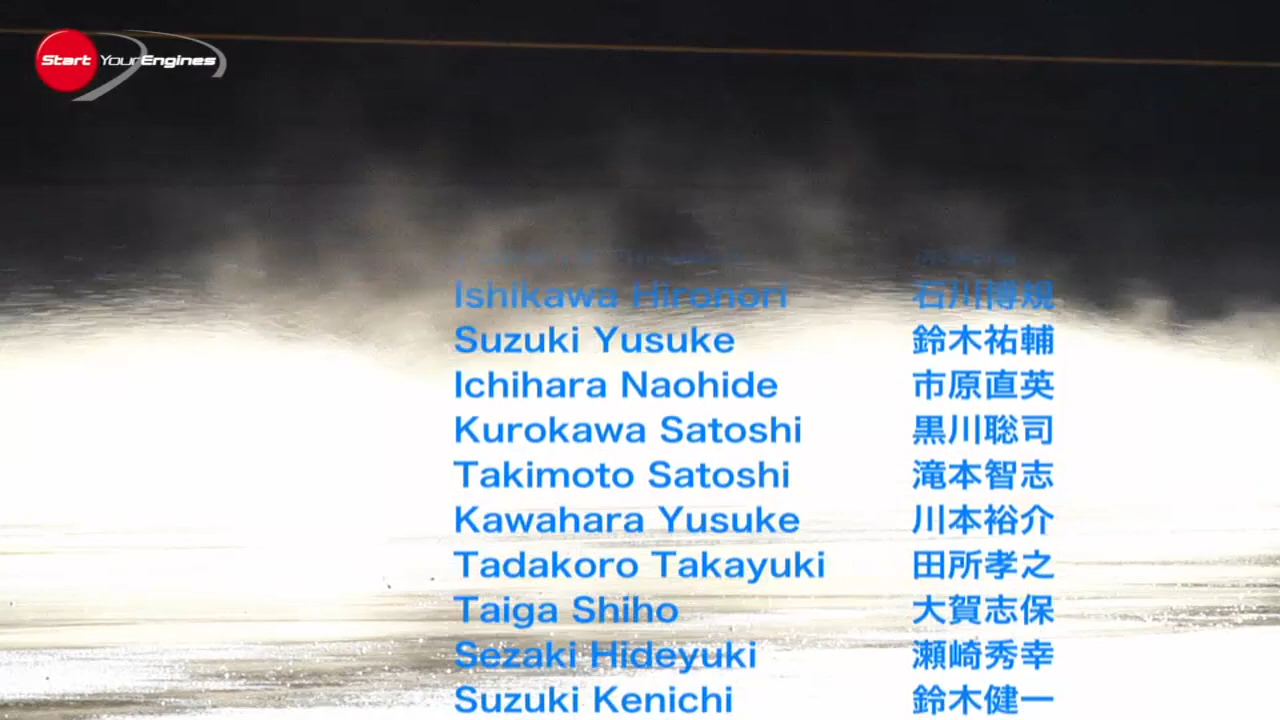 Start Your Engines
Ishikawa Hironori 石川博規
Suzuki Yusuke 鈴木祐輔
Ichihara Naohide 市原直英
Kurokawa Satoshi 黒川聡司
Takimoto Satoshi 滝本智志
Kawahara Yusuke 川本裕介
Tadakoro Takayuki 田所孝之
Taiga Shiho 大賀志保
Sezaki Hideyuki 瀬崎秀幸
Suzuki Kenichi 鈴木健一